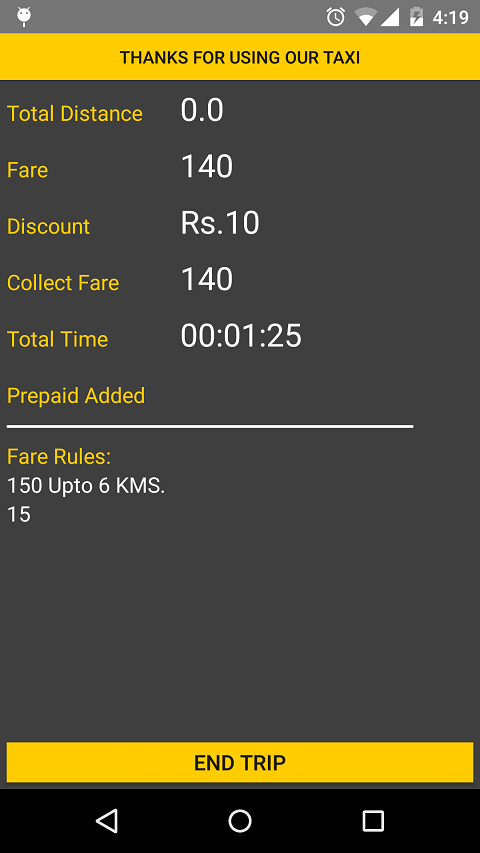 4:19
THANKS FOR USING OUR TAXI
Total Distance 0.0
Fare 140
Discount Rs.10
Collect Fare 140
Total Time 00:01:25
Prepaid Added
Fare Rules:
150 Upto 6 KMS.
15
END TRIP